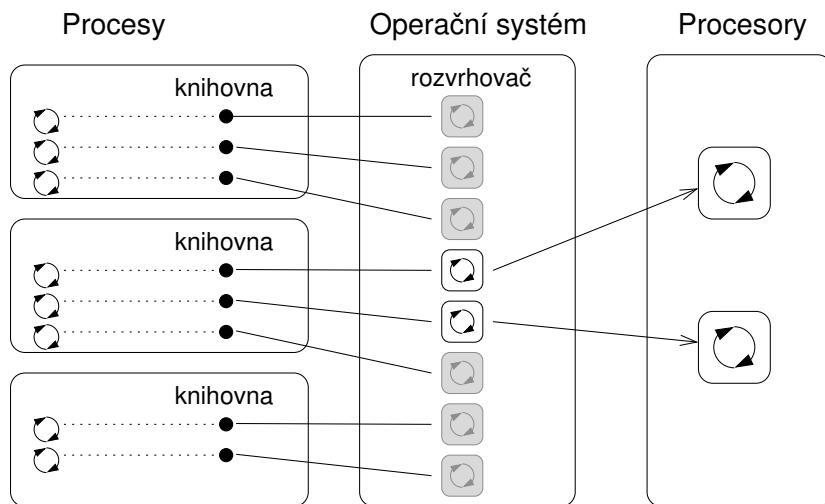 Procesy
Operační systém
Procesory
knihovna
rozvrhovač
knihovna
knihovna